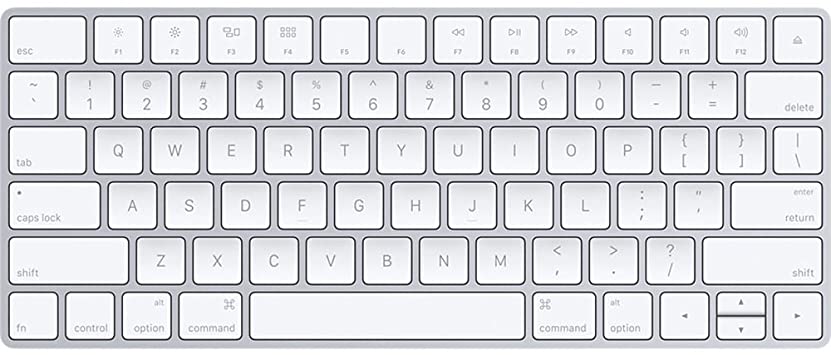 esc F1 F2 F3 F4 F5 F6 F7 F8 F9 F10 F11 F12
~ ! @ # $ % ^ & * ( ) — +
` 1 2 3 4 5 6 7 8 9 0 - = delete
tab Q W E R T Y U I O P { [ } ] | \
caps lock A S D F G H J K L : ; " ' enter return
shift Z X C V B N M < , > . ? / shift
fn control alt option ⌘ command ⌘ command alt option ◂ ▴ ▾ ▸